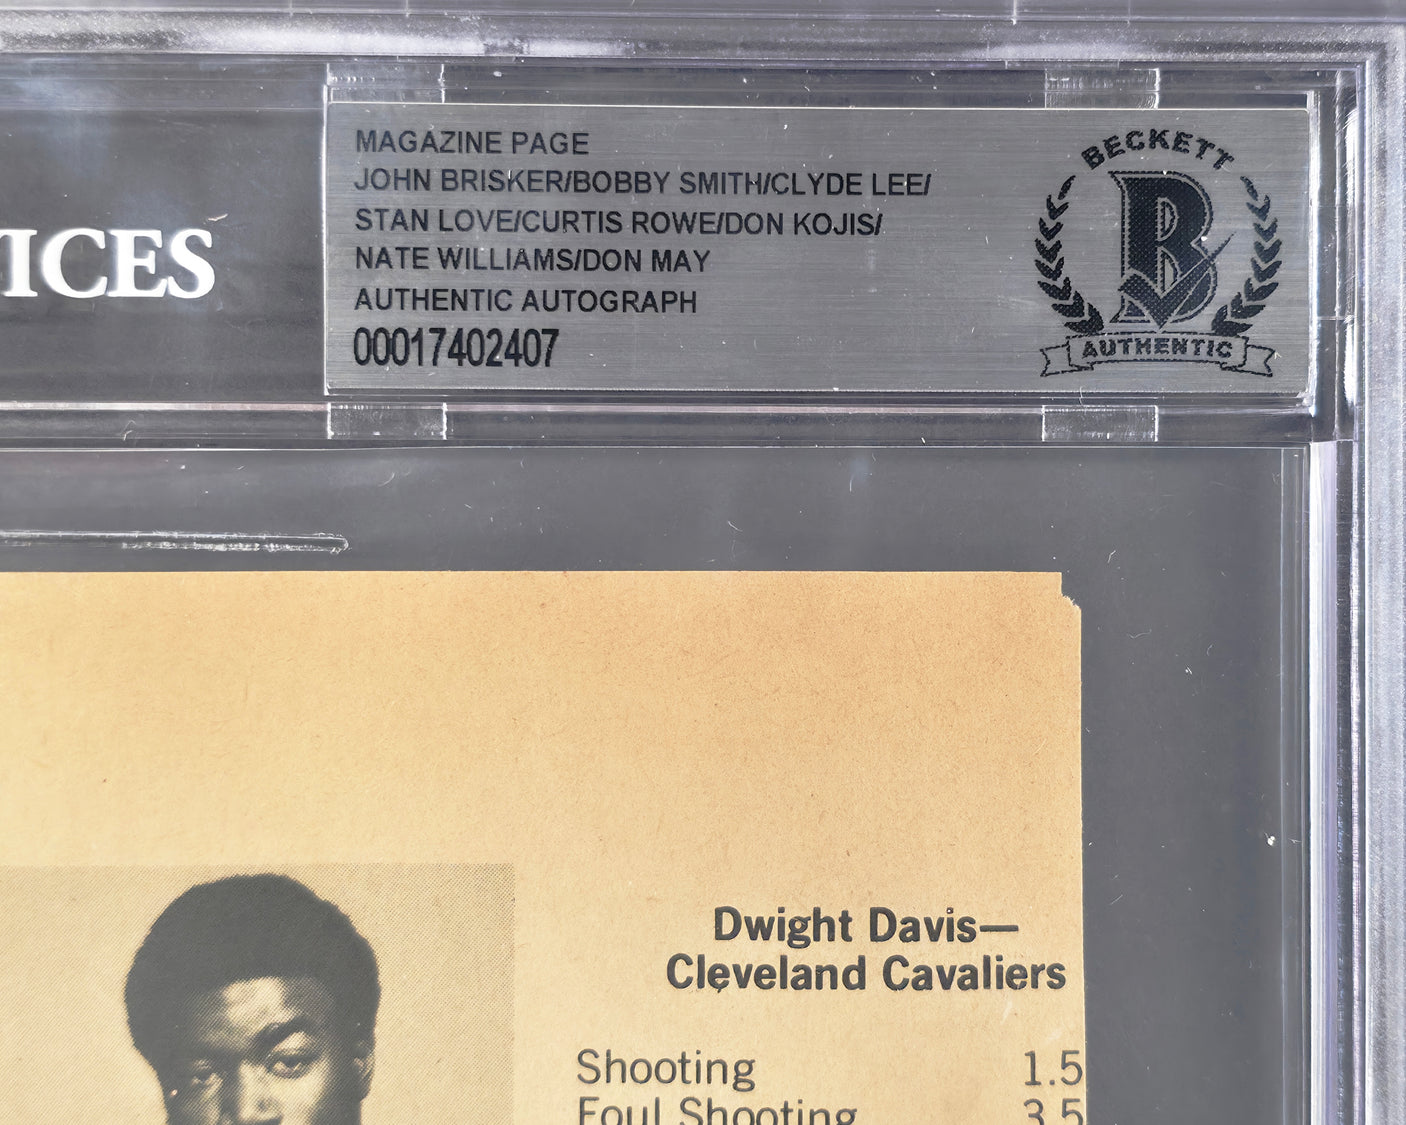 MAGAZINE PAGE
JOHN BRISKER/BOBBY SMITH/CLYDE LEE/
STAN LOVE/CURTIS ROWE/DON KOJIS/
NATE WILLIAMS/DON MAY
AUTHENTIC AUTOGRAPH
00017402407
BECKETT
B
AUTHENTIC
Dwight Davis—
Cleveland Cavaliers
Shooting 1.5
Foul Shooting 3.5